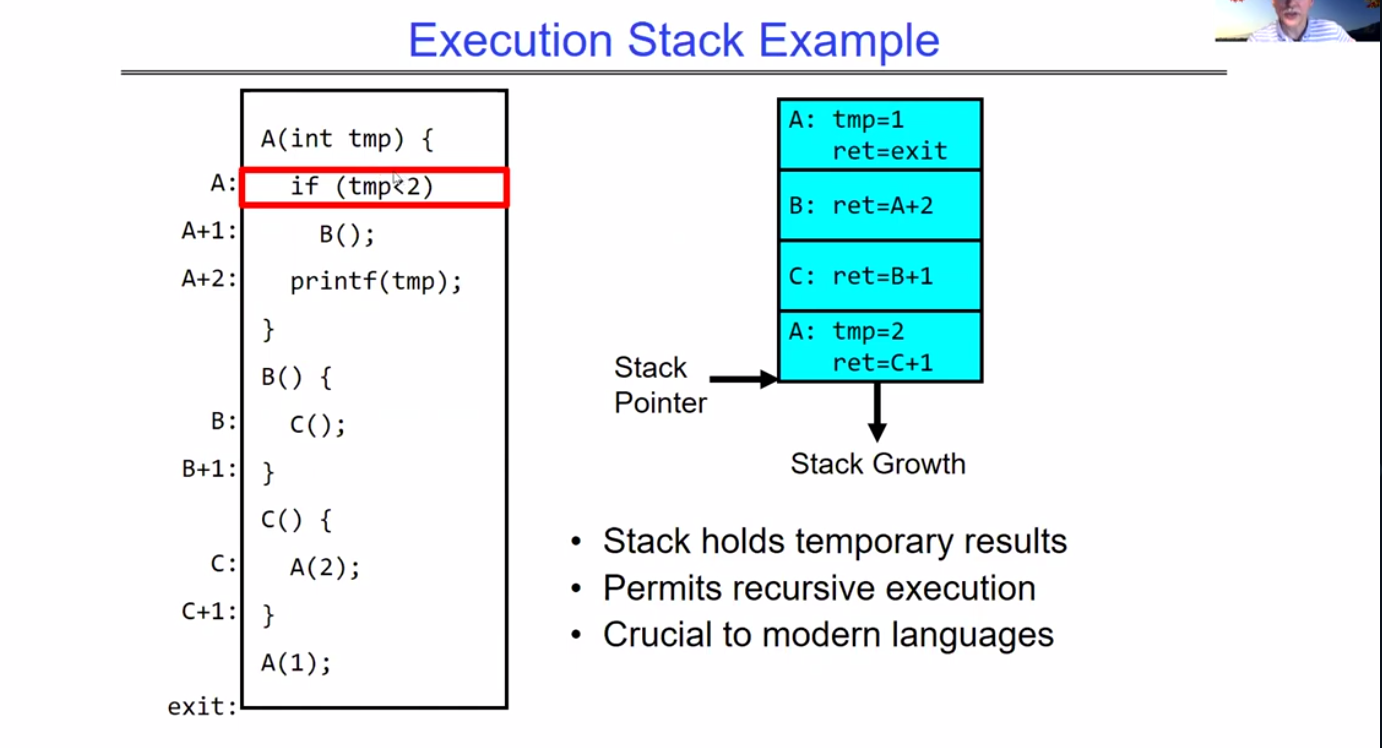 Execution Stack Example
A(int tmp) {
A: if (tmp<2)
A+1: B();
A+2: printf(tmp);
}
B() {
B: C();
B+1: }
C() {
C: A(2);
C+1: }
A(1);
exit:
A: tmp=1
ret=exit
B: ret=A+2
C: ret=B+1
A: tmp=2
ret=C+1
Stack
Pointer
Stack Growth
• Stack holds temporary results
• Permits recursive execution
• Crucial to modern languages